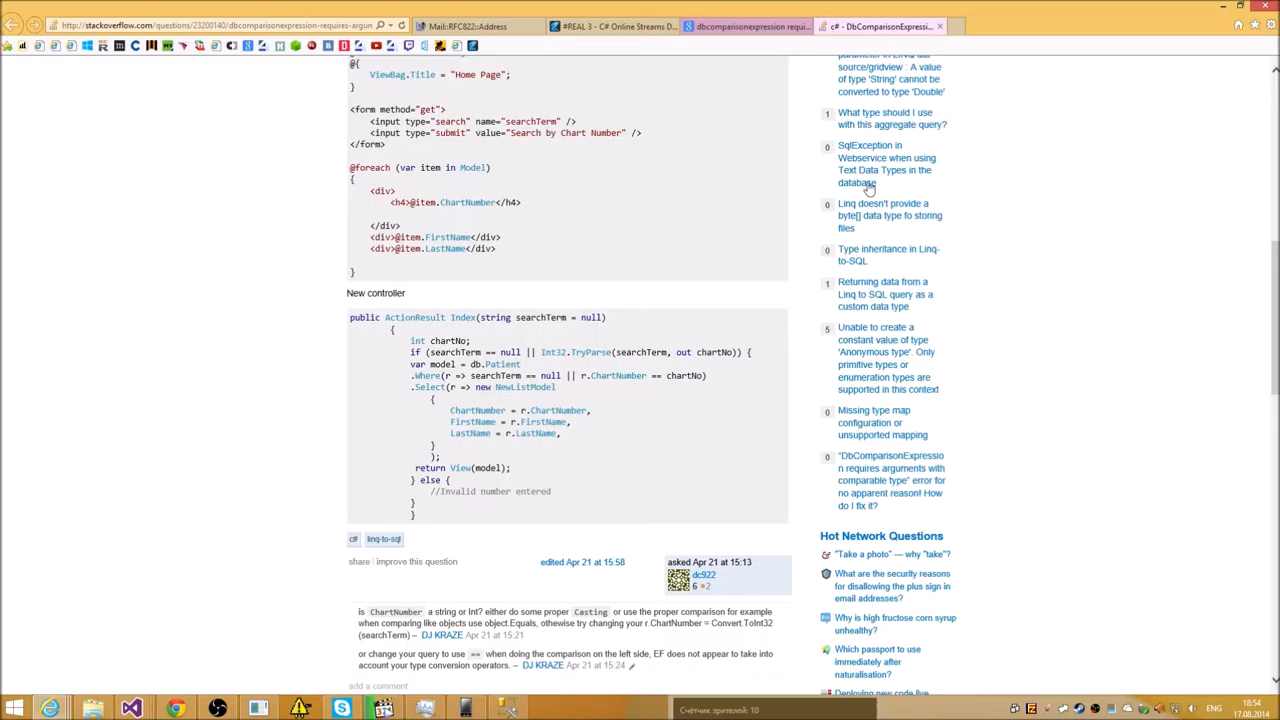 http://stackoverflow.com/questions/23200140/dbcomparisonexpression-requires-argun
Mail::RFC822::Address
#REAL 3 - C# Online Streams D...
dbcomparisonexpression requi...
c# - DbComparisonExpressi...
@{
ViewBag.Title = "Home Page";
}
<form method="get">
<input type="search" name="searchTerm" />
<input type="submit" value="Search by Chart Number" />
</form>
@foreach (var item in Model)
{
<div>
<h4>@item.ChartNumber</h4>
</div>
<div>@item.FirstName</div>
<div>@item.LastName</div>
}
New controller
public ActionResult Index(string searchTerm = null)
{
int chartNo;
if (searchTerm == null || Int32.TryParse(searchTerm, out chartNo)) {
var model = db.Patient
.Where(r => searchTerm == null || r.ChartNumber == chartNo)
.Select(r => new NewListModel
{
ChartNumber = r.ChartNumber,
FirstName = r.FirstName,
LastName = r.LastName,
}
);
return View(model);
} else {
//Invalid number entered
}
}
c# linq-to-sql
share improve this question
edited Apr 21 at 15:58
asked Apr 21 at 15:13
dc922
6 2
is ChartNumber a string or Int? either do some proper Casting or use the proper comparison for example
when comparing like objects use object.Equals, othewise try changing your r.ChartNumber = Convert.ToInt32
(searchTerm) – DJ KRAZE Apr 21 at 15:21
or change your query to use == when doing the comparison on the left side, EF does not appear to take into
account your type conversion operators. – DJ KRAZE Apr 21 at 15:24
add a comment
source/gridview : A value
of type 'String' cannot be
converted to type 'Double'
1 What type should I use
with this aggregate query?
0 SqlException in
Webservice when using
Text Data Types in the
database
0 Linq doesn't provide a
byte[] data type fo storing
files
0 Type inheritance in Linq-
to-SQL
1 Returning data from a
Linq to SQL query as a
custom data type
5 Unable to create a
constant value of type
'Anonymous type'. Only
primitive types or
enumeration types are
supported in this context
0 Missing type map
configuration or
unsupported mapping
0 "DbComparisonExpressio
n requires arguments with
comparable type" error for
no apparent reason! How
do I fix it?
Hot Network Questions
"Take a photo" — why "take"?
What are the security reasons
for disallowing the plus sign in
email addresses?
Why is high fructose corn syrup
unhealthy?
Which passport to use
immediately after
naturalisation?
Deploying new code live
Счётчик зрителей: 10
18:54
17.08.2014